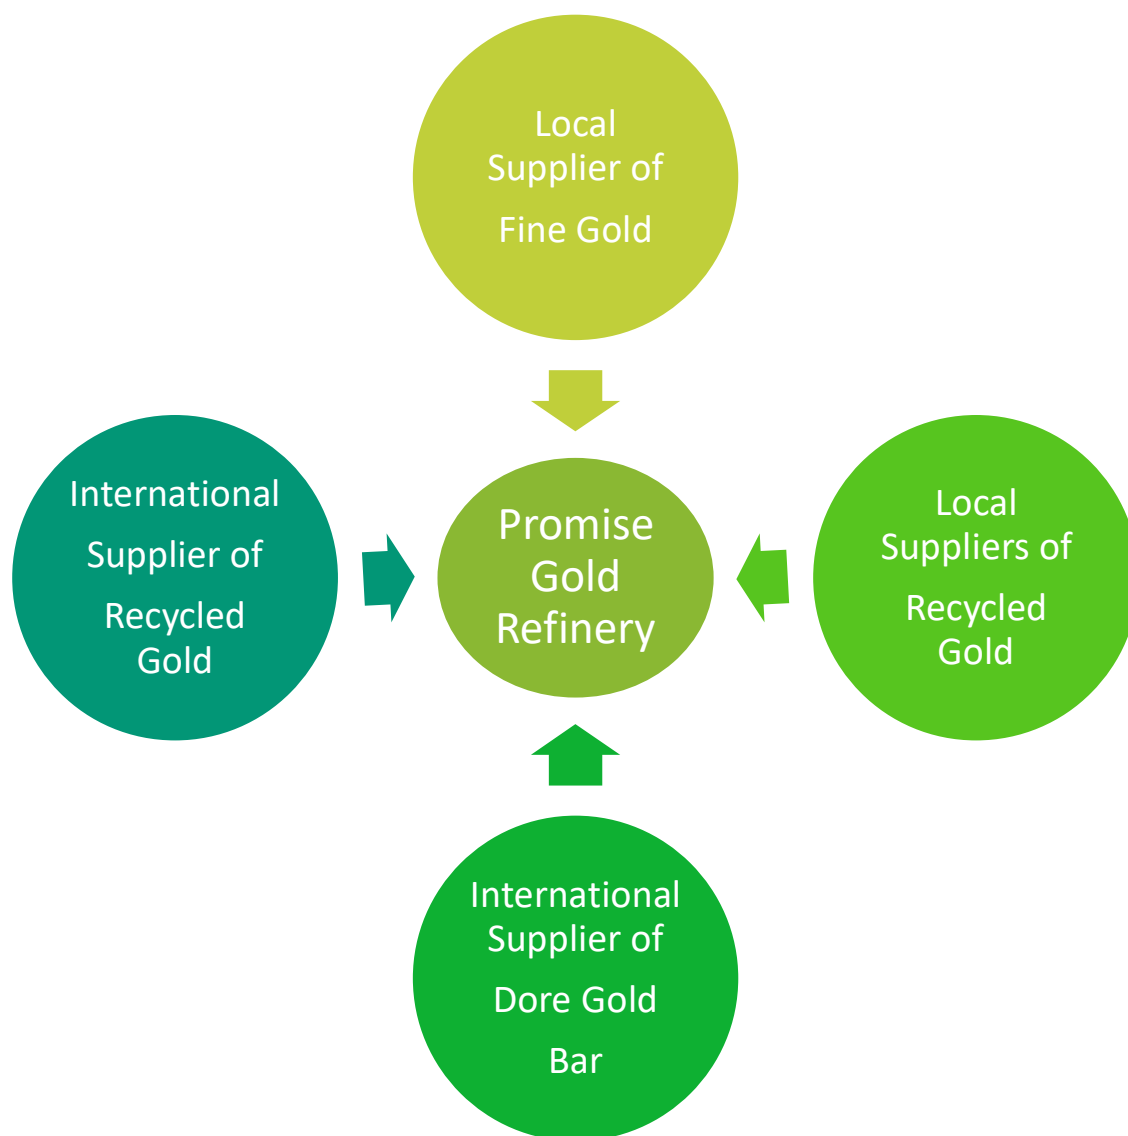 Local
Supplier of
Fine Gold
International
Supplier of
Recycled
Gold
Promise
Gold
Refinery
Local
Suppliers of
Recycled
Gold
International
Supplier of
Dore Gold
Bar